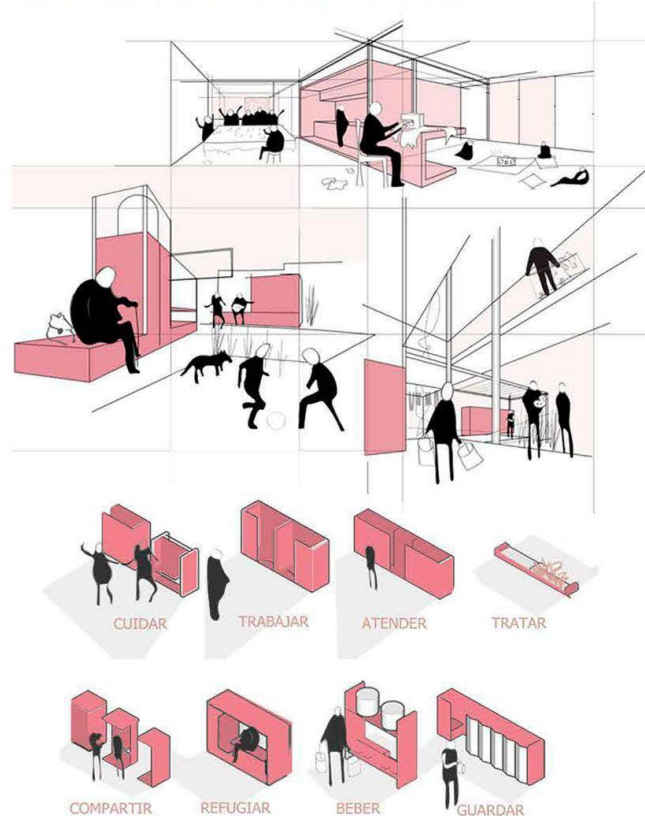 CUIDAR
TRABAJAR
ATENDER
TRATAR
COMPARTIR
REFUGIAR
BEBER
GUARDAR